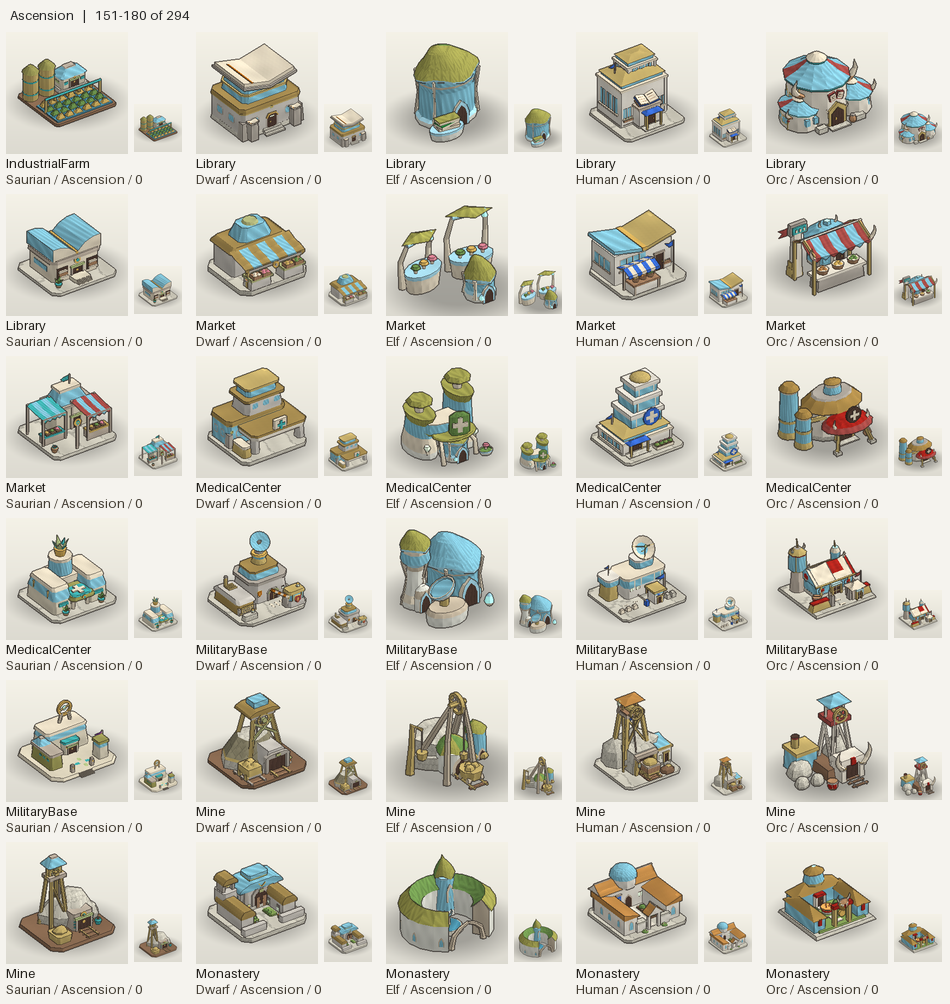 Ascension | 151-180 of 294
IndustrialFarm
Saurian / Ascension / 0
Library
Dwarf / Ascension / 0
Library
Elf / Ascension / 0
Library
Human / Ascension / 0
Library
Orc / Ascension / 0
Library
Saurian / Ascension / 0
Market
Dwarf / Ascension / 0
Market
Elf / Ascension / 0
Market
Human / Ascension / 0
Market
Orc / Ascension / 0
Market
Saurian / Ascension / 0
MedicalCenter
Dwarf / Ascension / 0
MedicalCenter
Elf / Ascension / 0
MedicalCenter
Human / Ascension / 0
MedicalCenter
Orc / Ascension / 0
MedicalCenter
Saurian / Ascension / 0
MilitaryBase
Dwarf / Ascension / 0
MilitaryBase
Elf / Ascension / 0
MilitaryBase
Human / Ascension / 0
MilitaryBase
Orc / Ascension / 0
MilitaryBase
Saurian / Ascension / 0
Mine
Dwarf / Ascension / 0
Mine
Elf / Ascension / 0
Mine
Human / Ascension / 0
Mine
Orc / Ascension / 0
Mine
Saurian / Ascension / 0
Monastery
Dwarf / Ascension / 0
Monastery
Elf / Ascension / 0
Monastery
Human / Ascension / 0
Monastery
Orc / Ascension / 0